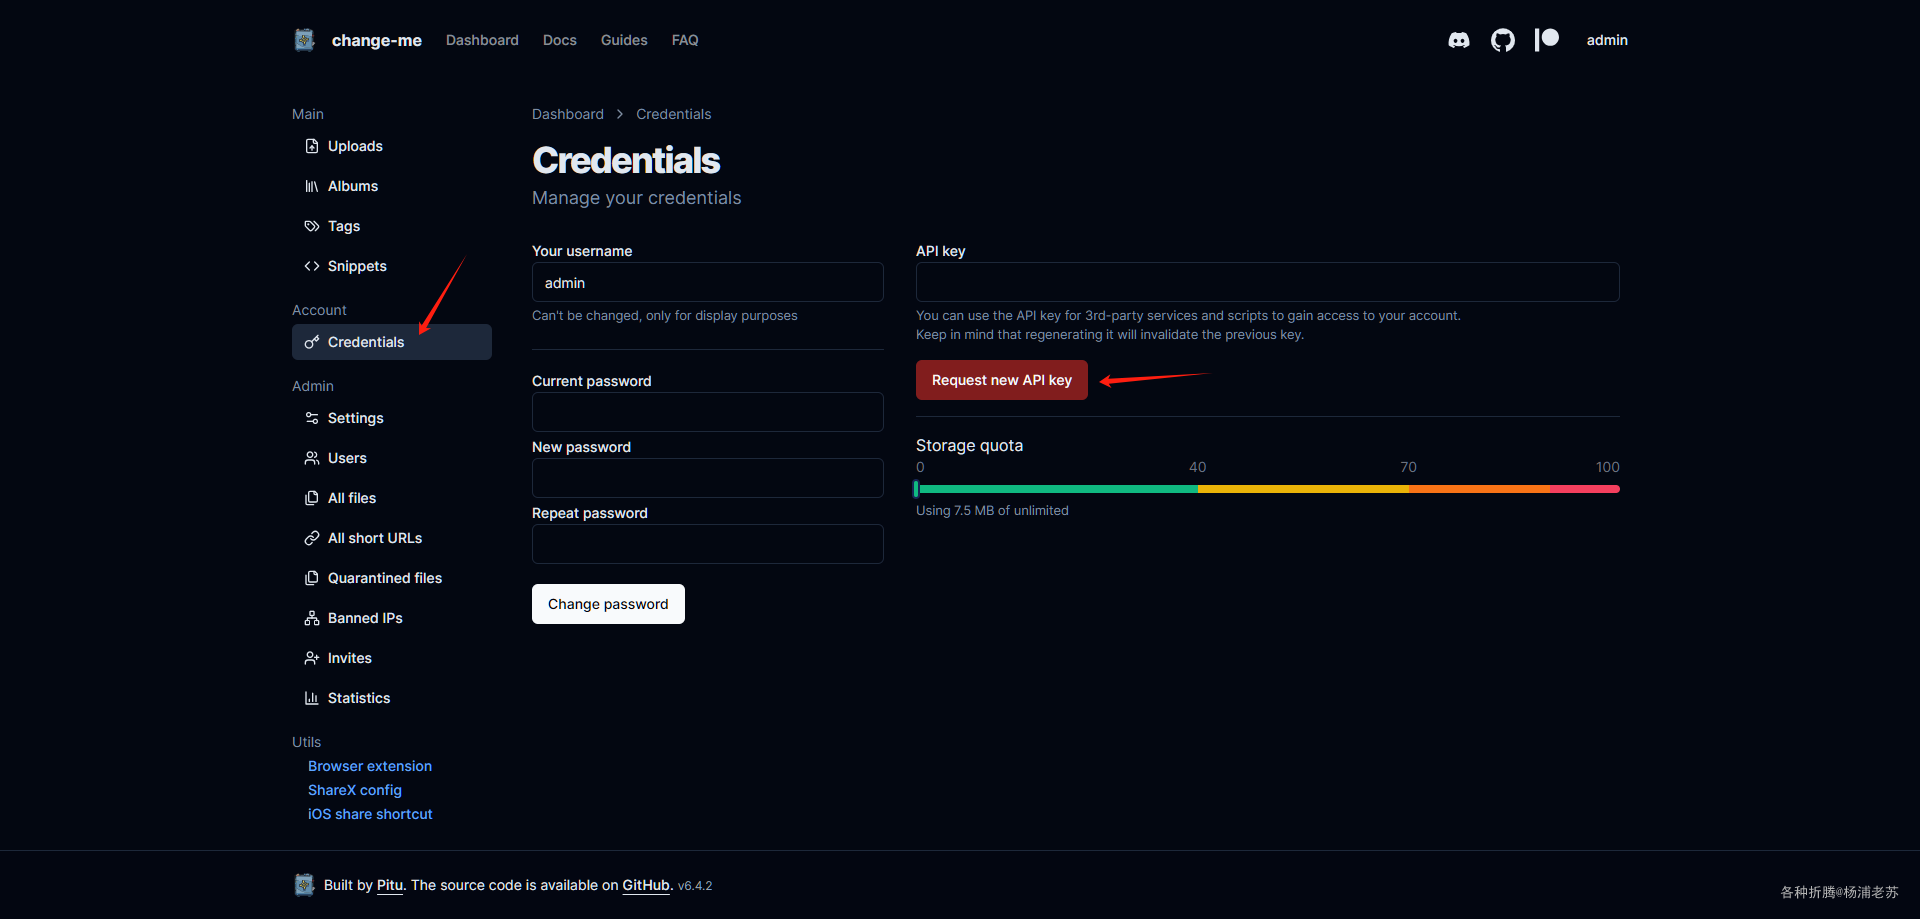 change-me Dashboard Docs Guides FAQ admin
Main
Uploads
Albums
Tags
Snippets
Account
Credentials
Admin
Settings
Users
All files
All short URLs
Quarantined files
Banned IPs
Invites
Statistics
Utils
Browser extension
ShareX config
iOS share shortcut
Dashboard Credentials
Credentials
Manage your credentials
Your username
admin
Can't be changed, only for display purposes
Current password
New password
Repeat password
Change password
API key
You can use the API key for 3rd-party services and scripts to gain access to your account.
Keep in mind that regenerating it will invalidate the previous key.
Request new API key
Storage quota
0 40 70 100
Using 7.5 MB of unlimited
Built by Pitu. The source code is available on GitHub. v6.4.2
各种折腾@杨浦老苏